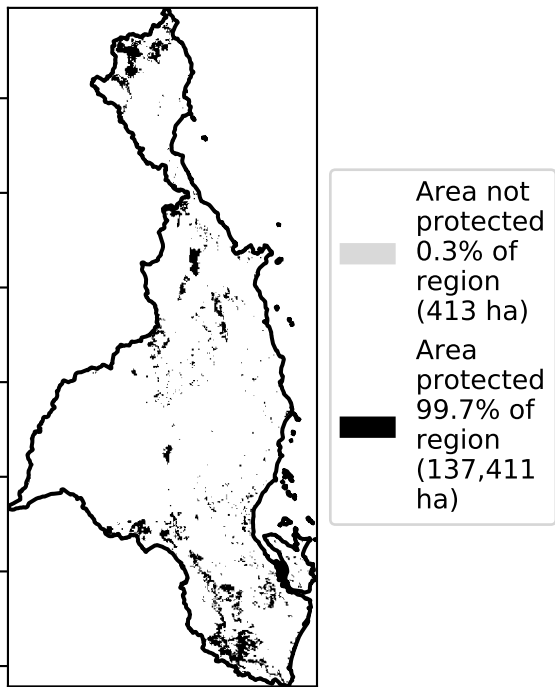 Area not
protected
0.3% of
region
(413 ha)
Area
protected
99.7% of
region
(137,411
ha)